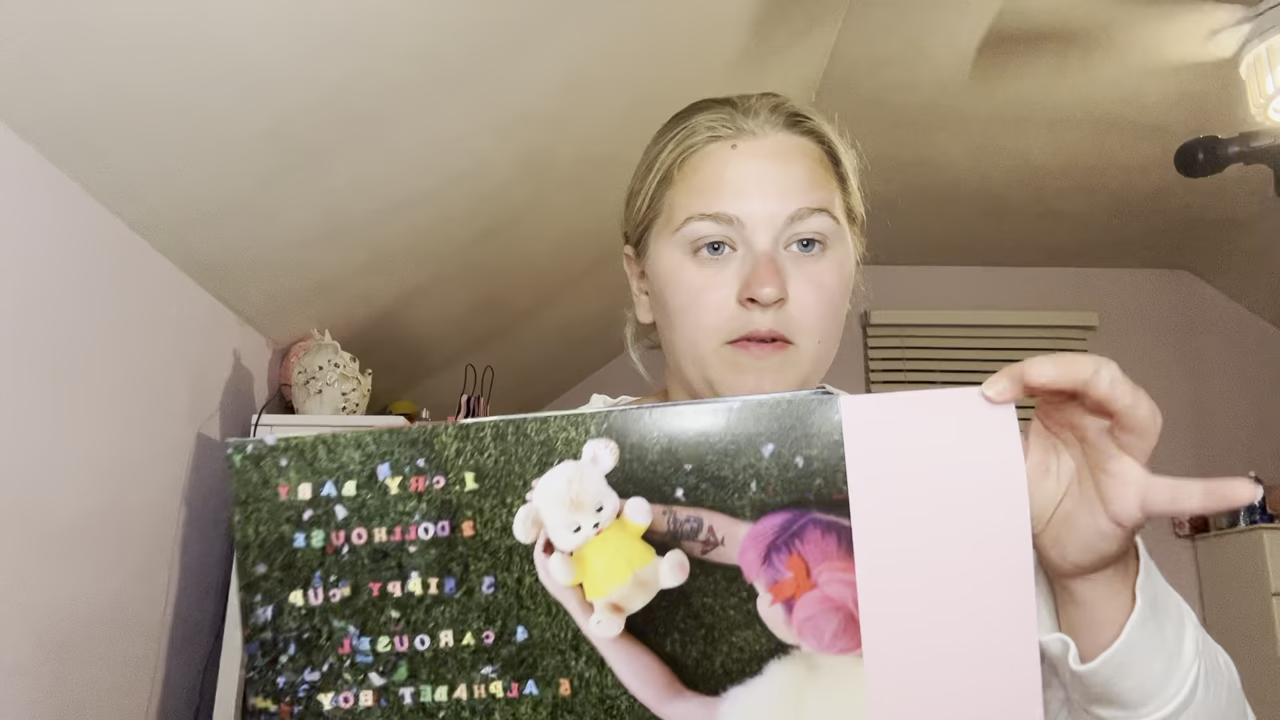 1 CRY BABY
2 DOLLHOUSE
3 SIPPY CUP
4 CAROUSEL
5 ALPHABET BOY